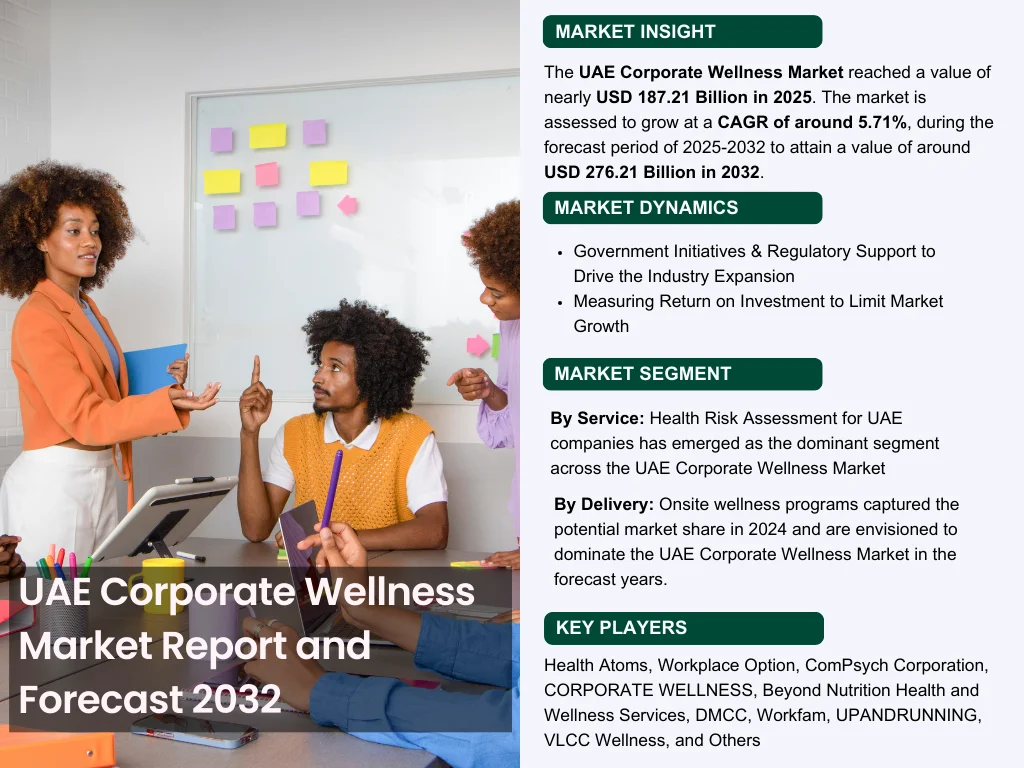 UAE Corporate Wellness
Market Report and
Forecast 2032
MARKET INSIGHT
The UAE Corporate Wellness Market reached a value of
nearly USD 187.21 Billion in 2025. The market is
assessed to grow at a CAGR of around 5.71%, during the
forecast period of 2025-2032 to attain a value of around
USD 276.21 Billion in 2032.
MARKET DYNAMICS
• Government Initiatives & Regulatory Support to
Drive the Industry Expansion
• Measuring Return on Investment to Limit Market
Growth
MARKET SEGMENT
By Service: Health Risk Assessment for UAE
companies has emerged as the dominant segment
across the UAE Corporate Wellness Market
By Delivery: Onsite wellness programs captured the
potential market share in 2024 and are envisioned to
dominate the UAE Corporate Wellness Market in the
forecast years.
KEY PLAYERS
Health Atoms, Workplace Option, ComPsych Corporation,
CORPORATE WELLNESS, Beyond Nutrition Health and
Wellness Services, DMCC, Workfam, UPANDRUNNING,
VLCC Wellness, and Others